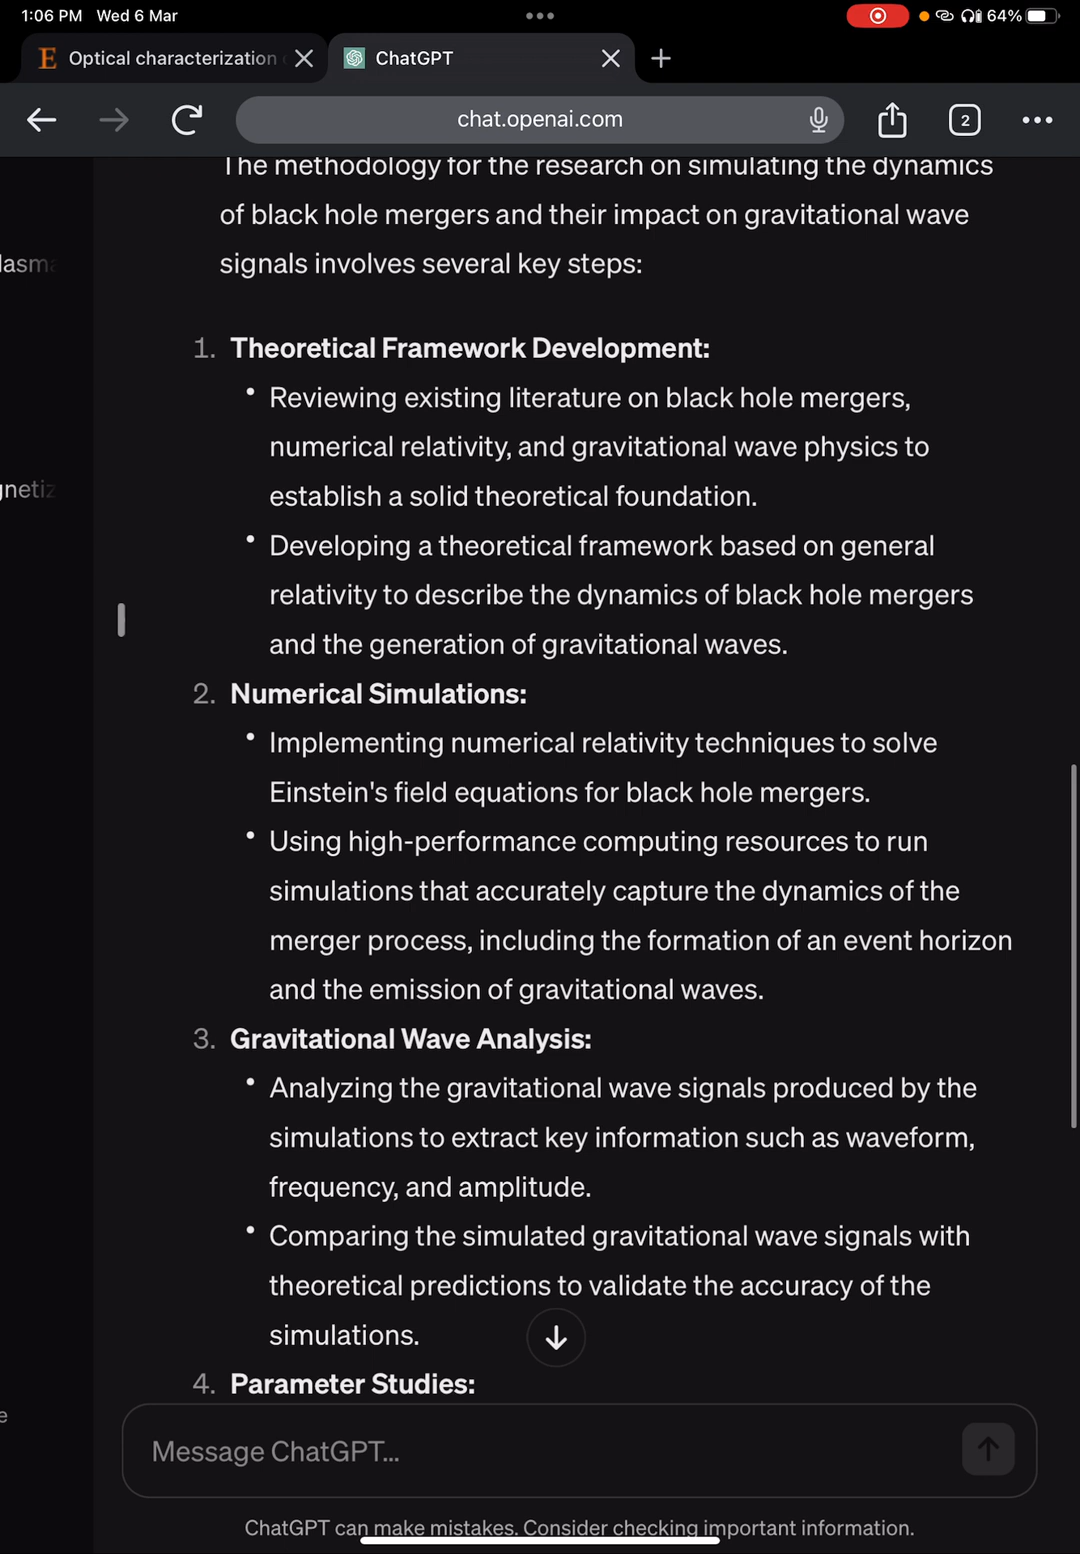 1:06 PM Wed 6 Mar
64%
Optical characterization
ChatGPT
chat.openai.com
2
The methodology for the research on simulating the dynamics
of black hole mergers and their impact on gravitational wave
signals involves several key steps:
1. Theoretical Framework Development:
• Reviewing existing literature on black hole mergers,
numerical relativity, and gravitational wave physics to
establish a solid theoretical foundation.
• Developing a theoretical framework based on general
relativity to describe the dynamics of black hole mergers
and the generation of gravitational waves.
2. Numerical Simulations:
• Implementing numerical relativity techniques to solve
Einstein's field equations for black hole mergers.
• Using high-performance computing resources to run
simulations that accurately capture the dynamics of the
merger process, including the formation of an event horizon
and the emission of gravitational waves.
3. Gravitational Wave Analysis:
• Analyzing the gravitational wave signals produced by the
simulations to extract key information such as waveform,
frequency, and amplitude.
• Comparing the simulated gravitational wave signals with
theoretical predictions to validate the accuracy of the
simulations.
4. Parameter Studies:
Message ChatGPT...
ChatGPT can make mistakes. Consider checking important information.